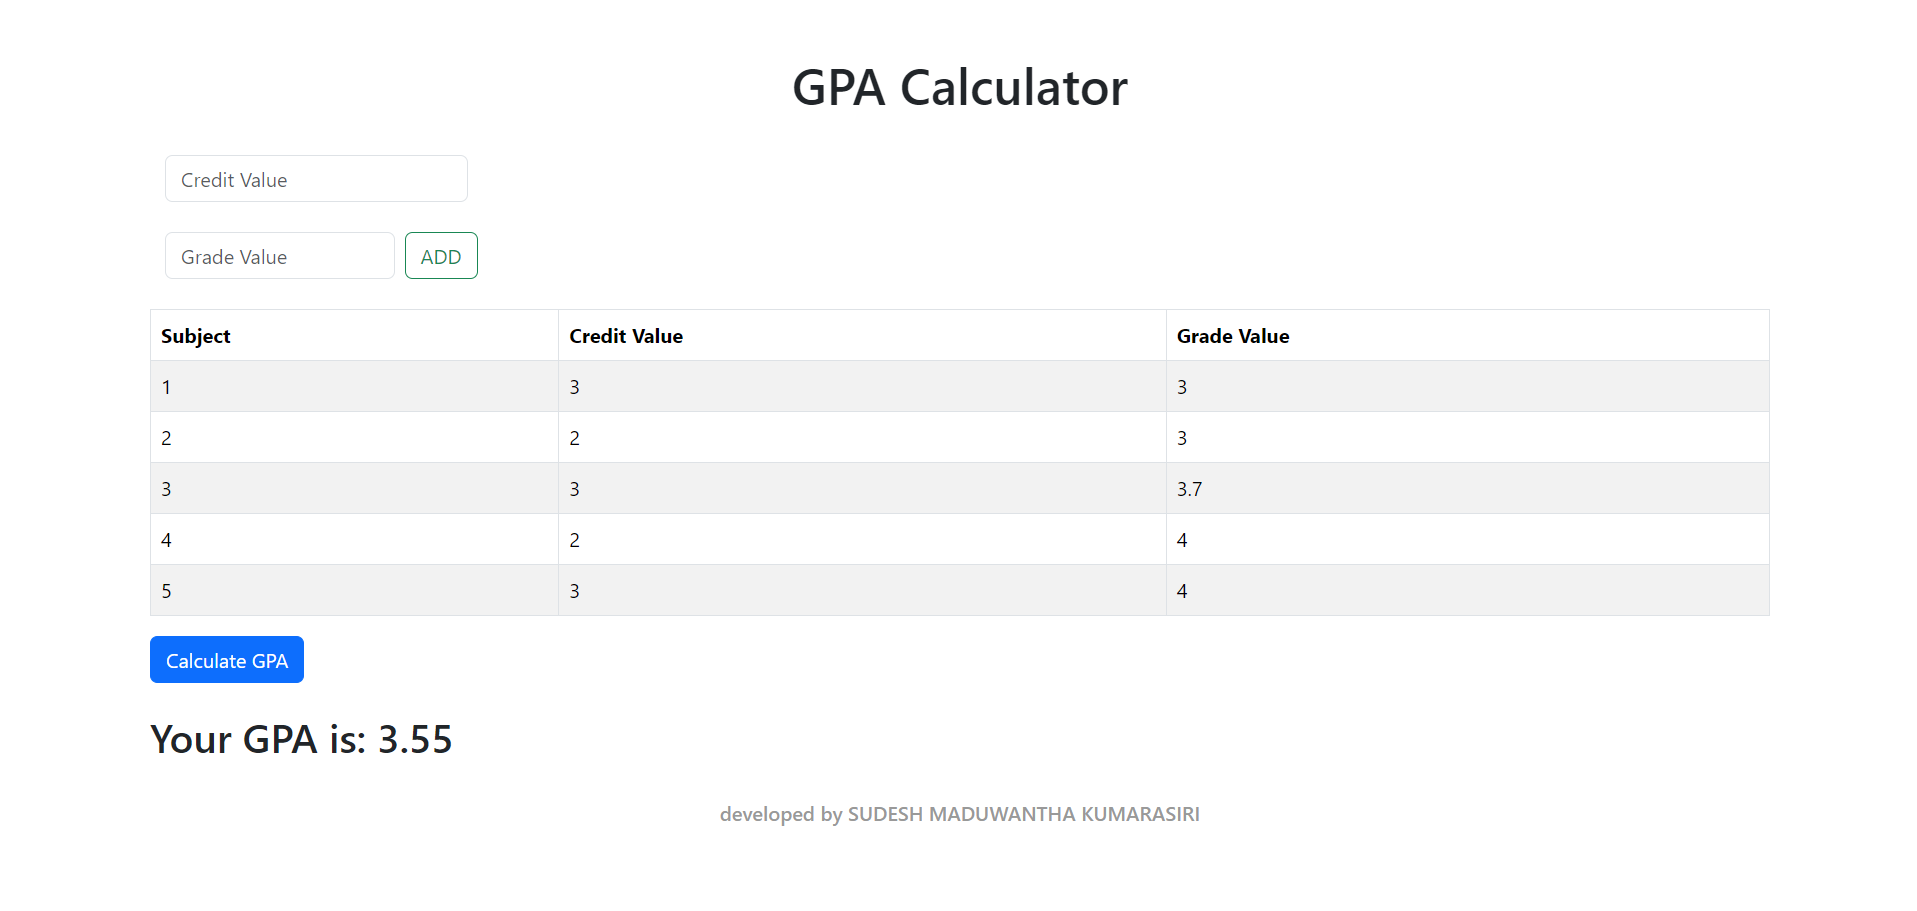 GPA Calculator
Credit Value
Grade Value ADD
Subject Credit Value Grade Value
1 3 3
2 2 3
3 3 3.7
4 2 4
5 3 4
Calculate GPA
Your GPA is: 3.55
developed by SUDESH MADUWANTHA KUMARASIRI